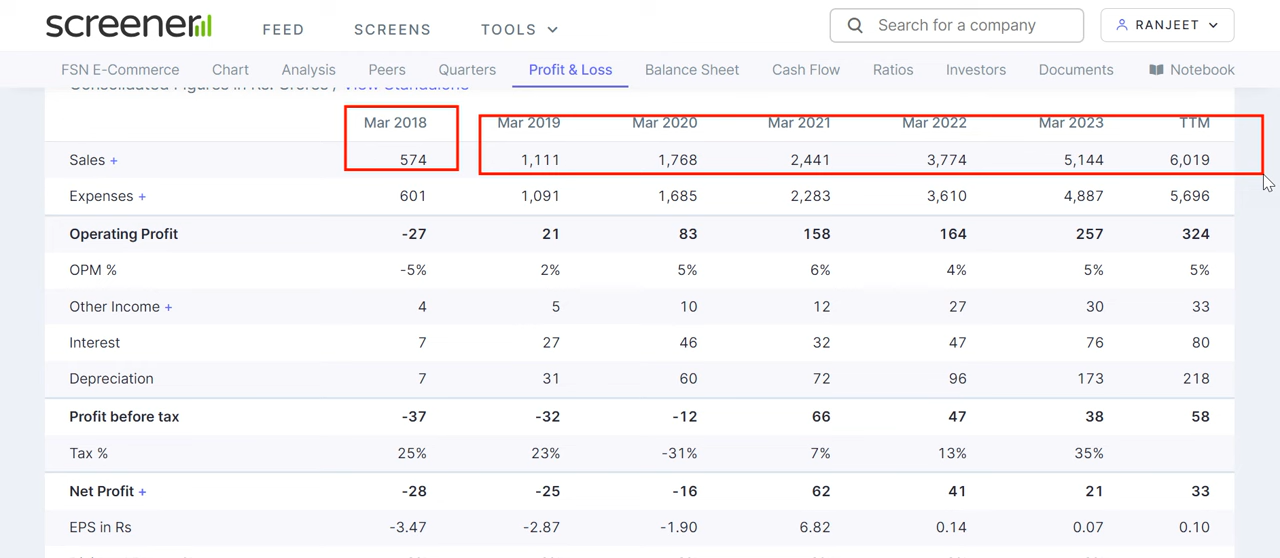 screener
FEED SCREENS TOOLS
Search for a company
RANJEET
FSN E-Commerce Chart Analysis Peers Quarters Profit & Loss Balance Sheet Cash Flow Ratios Investors Documents Notebook
Consolidated Figures in Rs. Crores / View Standalone
Mar 2018 Mar 2019 Mar 2020 Mar 2021 Mar 2022 Mar 2023 TTM
Sales + 574 1,111 1,768 2,441 3,774 5,144 6,019
Expenses + 601 1,091 1,685 2,283 3,610 4,887 5,696
Operating Profit -27 21 83 158 164 257 324
OPM % -5% 2% 5% 6% 4% 5% 5%
Other Income + 4 5 10 12 27 30 33
Interest 7 27 46 32 47 76 80
Depreciation 7 31 60 72 96 173 218
Profit before tax -37 -32 -12 66 47 38 58
Tax % 25% 23% -31% 7% 13% 35%
Net Profit + -28 -25 -16 62 41 21 33
EPS in Rs -3.47 -2.87 -1.90 6.82 0.14 0.07 0.10